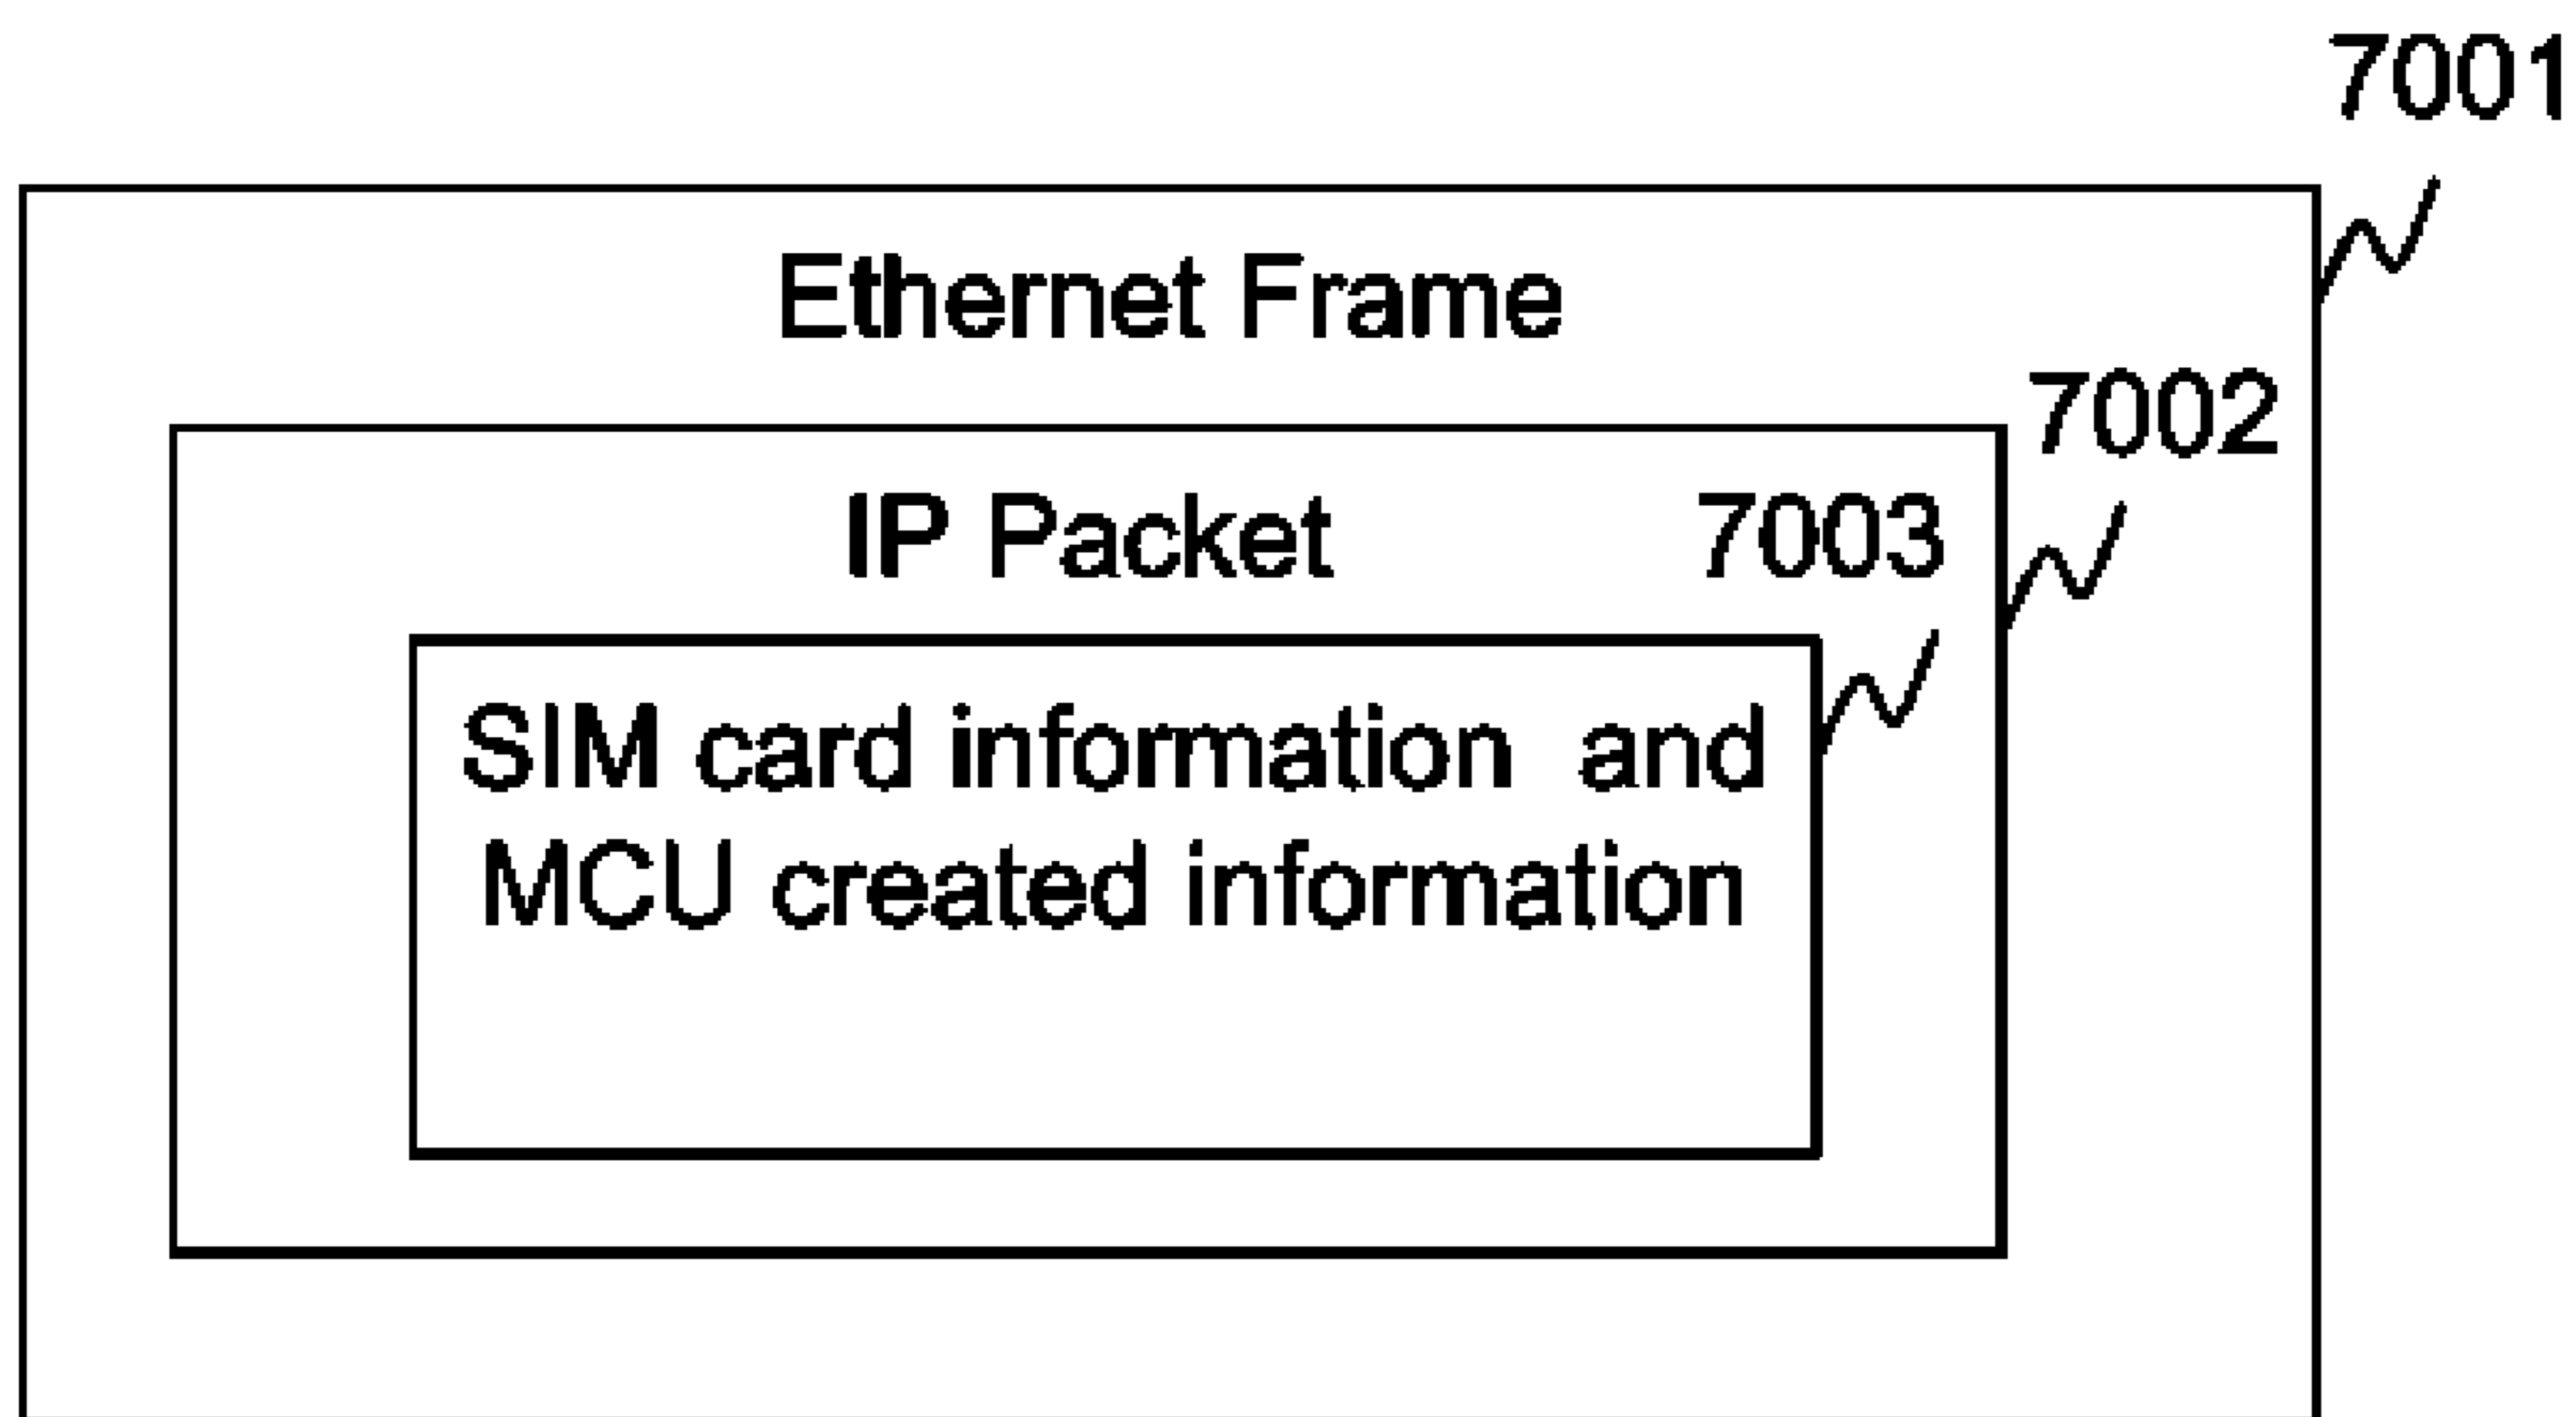 7001
Ethernet Frame
7002
IP Packet
7003
SIM card information and
MCU created information